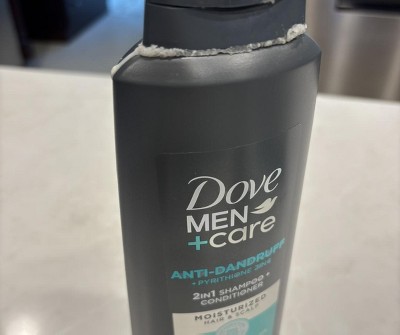 Dove
MEN
+care
ANTI-DANDRUFF
• PYRITHIONE ZINC
2IN1 SHAMPOO +
CONDITIONER
MOISTURIZED
HAIR & SCALP